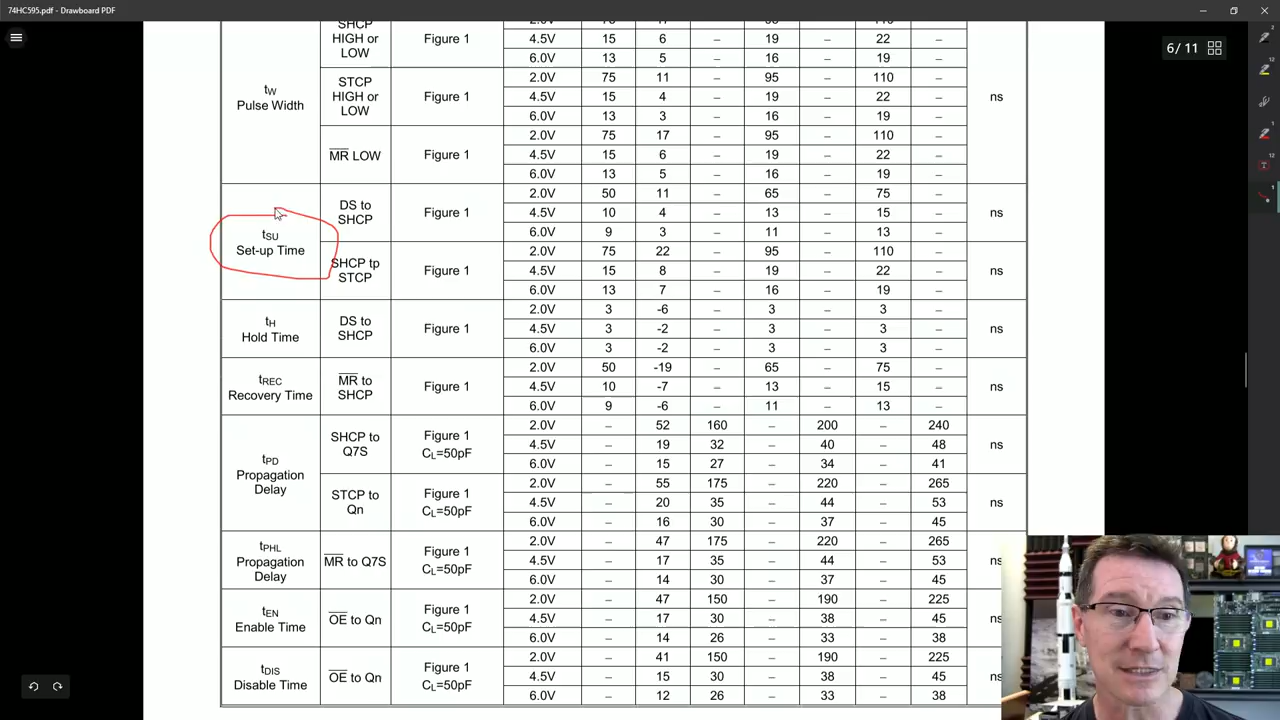 74HC595.pdf - Drawboard PDF
6/11
tW
Pulse Width
SHCP
HIGH or
LOW
Figure 1
4.5V 15 6 – 19 – 22 –
6.0V 13 5 – 16 – 19 –
STCP
HIGH or
LOW
Figure 1
2.0V 75 11 – 95 – 110 –
4.5V 15 4 – 19 – 22 –
6.0V 13 3 – 16 – 19 –
ns
MR LOW
Figure 1
2.0V 75 17 – 95 – 110 –
4.5V 15 6 – 19 – 22 –
6.0V 13 5 – 16 – 19 –
tSU
Set-up Time
DS to
SHCP
Figure 1
2.0V 50 11 – 65 – 75 –
4.5V 10 4 – 13 – 15 – ns
6.0V 9 3 – 11 – 13 –
SHCP tp
STCP
Figure 1
2.0V 75 22 – 95 – 110 –
4.5V 15 8 – 19 – 22 – ns
6.0V 13 7 – 16 – 19 –
tH
Hold Time
DS to
SHCP
Figure 1
2.0V 3 -6 – 3 – 3 –
4.5V 3 -2 – 3 – 3 – ns
6.0V 3 -2 – 3 – 3 –
tREC
Recovery Time
MR to
SHCP
Figure 1
2.0V 50 -19 – 65 – 75 –
4.5V 10 -7 – 13 – 15 – ns
6.0V 9 -6 – 11 – 13 –
tPD
Propagation
Delay
SHCP to
Q7S
Figure 1
CL=50pF
2.0V – 52 160 – 200 – 240
4.5V – 19 32 – 40 – 48 ns
6.0V – 15 27 – 34 – 41
STCP to
Qn
Figure 1
CL=50pF
2.0V – 55 175 – 220 – 265
4.5V – 20 35 – 44 – 53 ns
6.0V – 16 30 – 37 – 45
tPHL
Propagation
Delay
MR to Q7S
Figure 1
CL=50pF
2.0V – 47 175 – 220 – 265
4.5V – 17 35 – 44 – 53 ns
6.0V – 14 30 – 37 – 45
tEN
Enable Time
OE to Qn
Figure 1
CL=50pF
2.0V – 47 150 – 190 – 225
4.5V – 17 30 – 38 – 45 ns
6.0V – 14 26 – 33 – 38
tDIS
Disable Time
OE to Qn
Figure 1
CL=50pF
2.0V – 41 150 – 190 – 225
4.5V – 15 30 – 38 – 45 ns
6.0V – 12 26 – 33 – 38